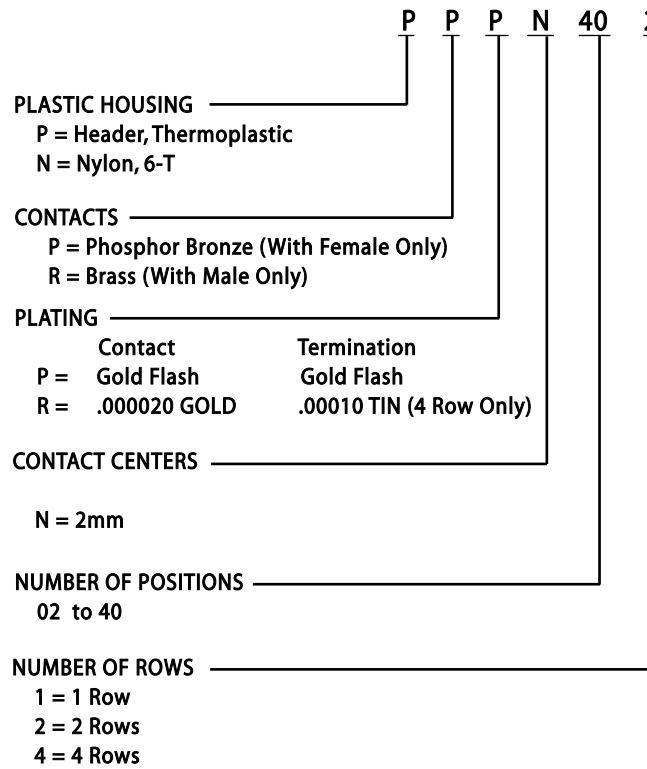 P P P N 40
PLASTIC HOUSING
P = Header, Thermoplastic
N = Nylon, 6-T
CONTACTS
P = Phosphor Bronze (With Female Only)
R = Brass (With Male Only)
PLATING
Contact Termination
P = Gold Flash Gold Flash
R = .000020 GOLD .00010 TIN (4 Row Only)
CONTACT CENTERS
N = 2mm
NUMBER OF POSITIONS
02 to 40
NUMBER OF ROWS
1 = 1 Row
2 = 2 Rows
4 = 4 Rows